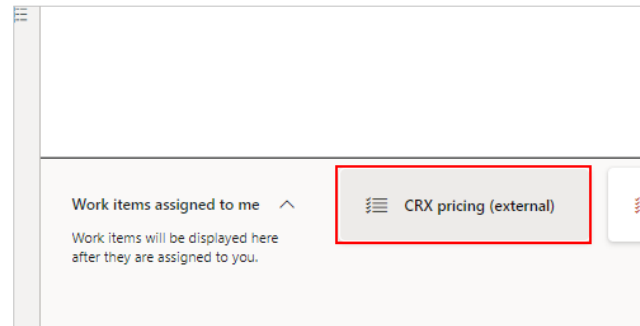 Work items assigned to me
CRX pricing (external)
Work items will be displayed here
after they are assigned to you.